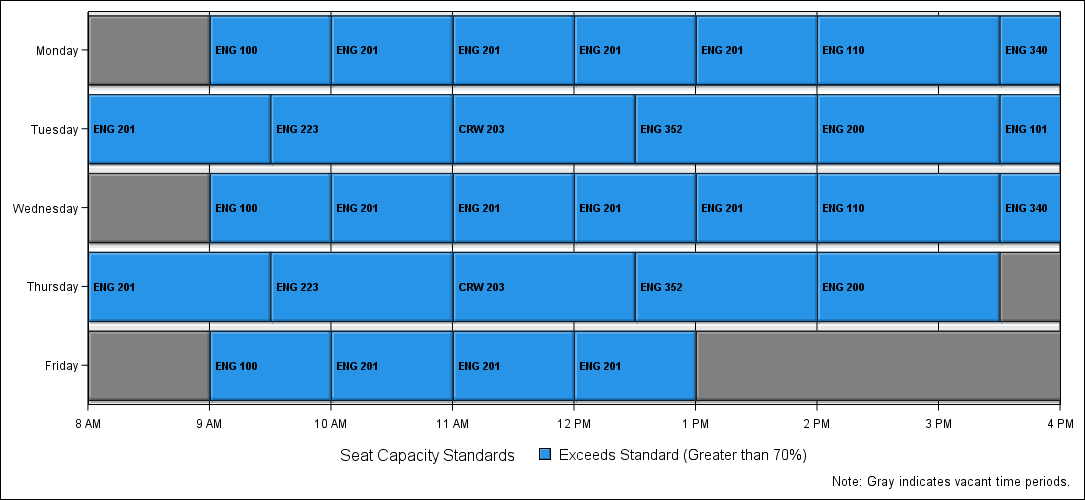 Monday ENG 100 ENG 201 ENG 201 ENG 201 ENG 201 ENG 110 ENG 340
Tuesday ENG 201 ENG 223 CRW 203 ENG 352 ENG 200 ENG 101
Wednesday ENG 100 ENG 201 ENG 201 ENG 201 ENG 201 ENG 110 ENG 340
Thursday ENG 201 ENG 223 CRW 203 ENG 352 ENG 200
Friday ENG 100 ENG 201 ENG 201 ENG 201
8 AM 9 AM 10 AM 11 AM 12 PM 1 PM 2 PM 3 PM 4 PM
Seat Capacity Standards Exceeds Standard (Greater than 70%)
Note: Gray indicates vacant time periods.